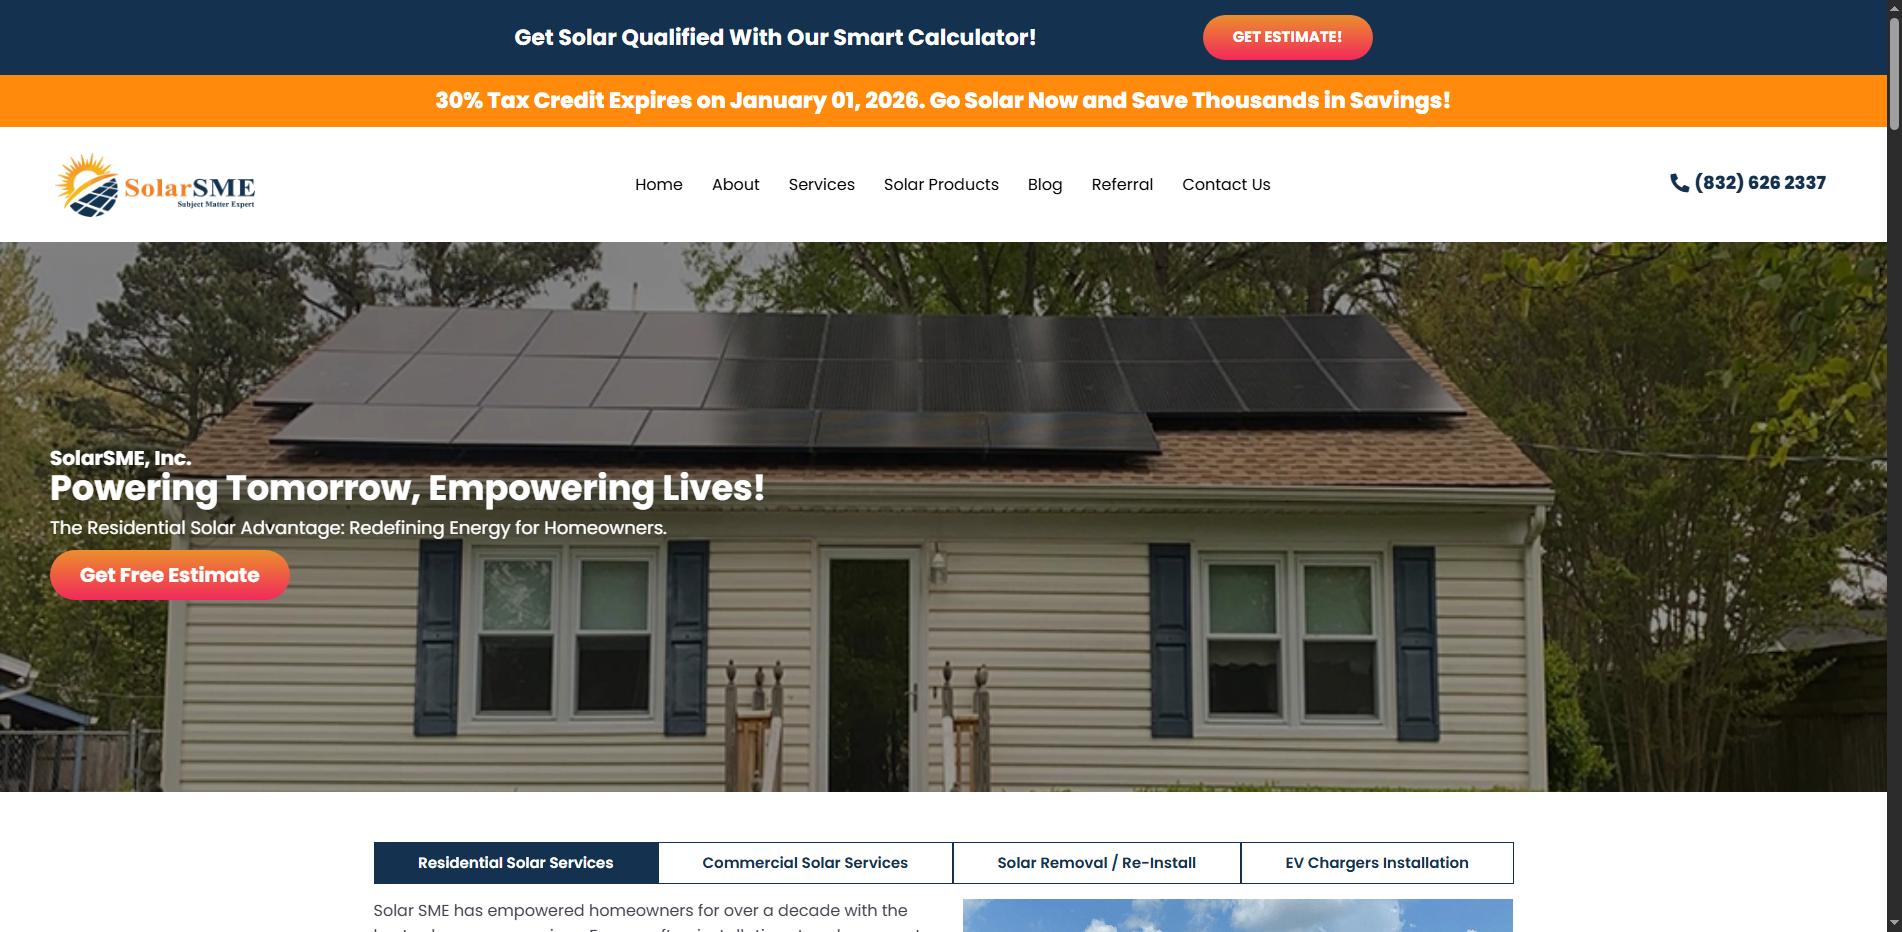 Get Solar Qualified With Our Smart Calculator!
GET ESTIMATE!
30% Tax Credit Expires on January 01, 2026. Go Solar Now and Save Thousands in Savings!
SolarSME
Subject Matter Expert
Home
About
Services
Solar Products
Blog
Referral
Contact Us
(832) 626 2337
SolarSME, Inc.
Powering Tomorrow, Empowering Lives!
The Residential Solar Advantage: Redefining Energy for Homeowners.
Get Free Estimate
Residential Solar Services
Commercial Solar Services
Solar Removal / Re-Install
EV Chargers Installation
Solar SME has empowered homeowners for over a decade with the